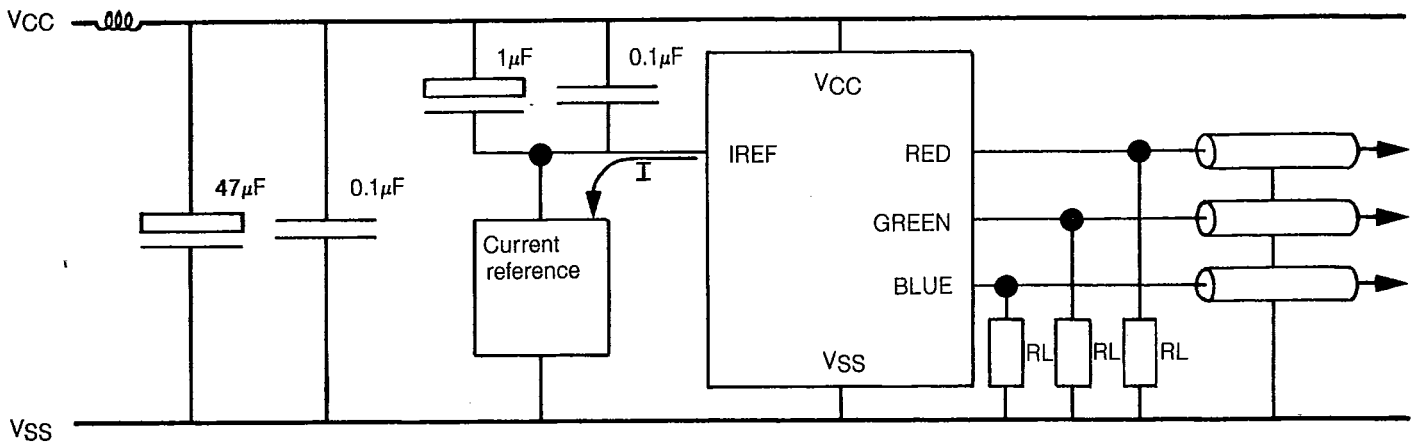 VCC
1µF
0.1µF
VCC
IREF
RED
I
47µF
0.1µF
GREEN
Current
reference
BLUE
RL
RL
RL
VSS
VSS